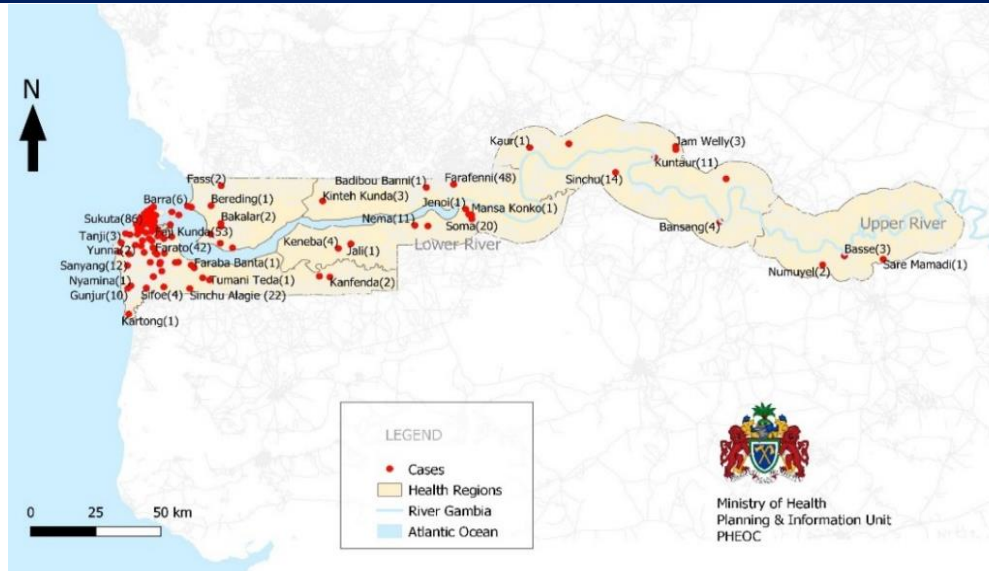 N
Kaur(1)
Jam Welly(3)
Kuntaur(11)
Fass(2)
Badibou Banni(1)
Farafenni(48)
Sinchu(14)
Barra(6)
Bereding(1)
Kinteh Kunda(3)
Jenoi(1)
Mansa Konko(1)
Sukuta(86)
Bakalar(2)
Nema(11)
Soma(20)
Bansang(4)
Upper River
Tanji(3)
Faji Kunda(53)
Lower River
Yunna(2)
Farato(42)
Keneba(4)
Jali(1)
Basse(3)
Sanyang(12)
Faraba Banta(1)
Numuyel(2)
Sare Mamadi(1)
Nyamina(1)
Tumani Teda(1)
Kanfenda(2)
Gunjur(10)
Sifoe(4)
Sinchu Alagie (22)
Kartong(1)
LEGEND
Cases
Health Regions
River Gambia
Atlantic Ocean
0 25 50 km
Ministry of Health
Planning & Information Unit
PHEOC